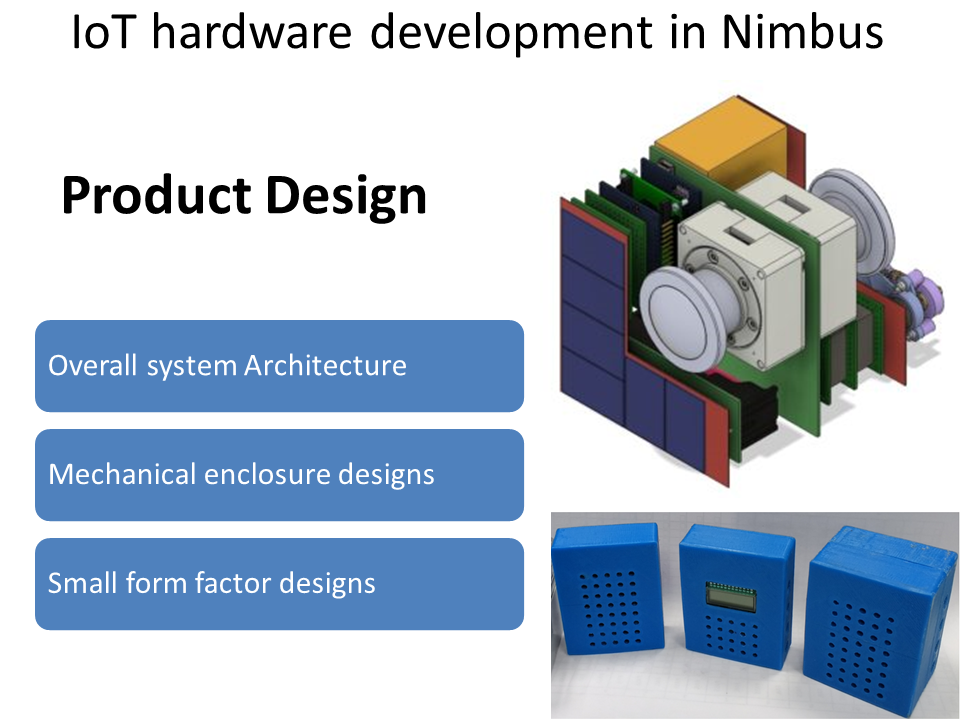 IoT hardware development in Nimbus
Product Design
Overall system Architecture
Mechanical enclosure designs
Small form factor designs